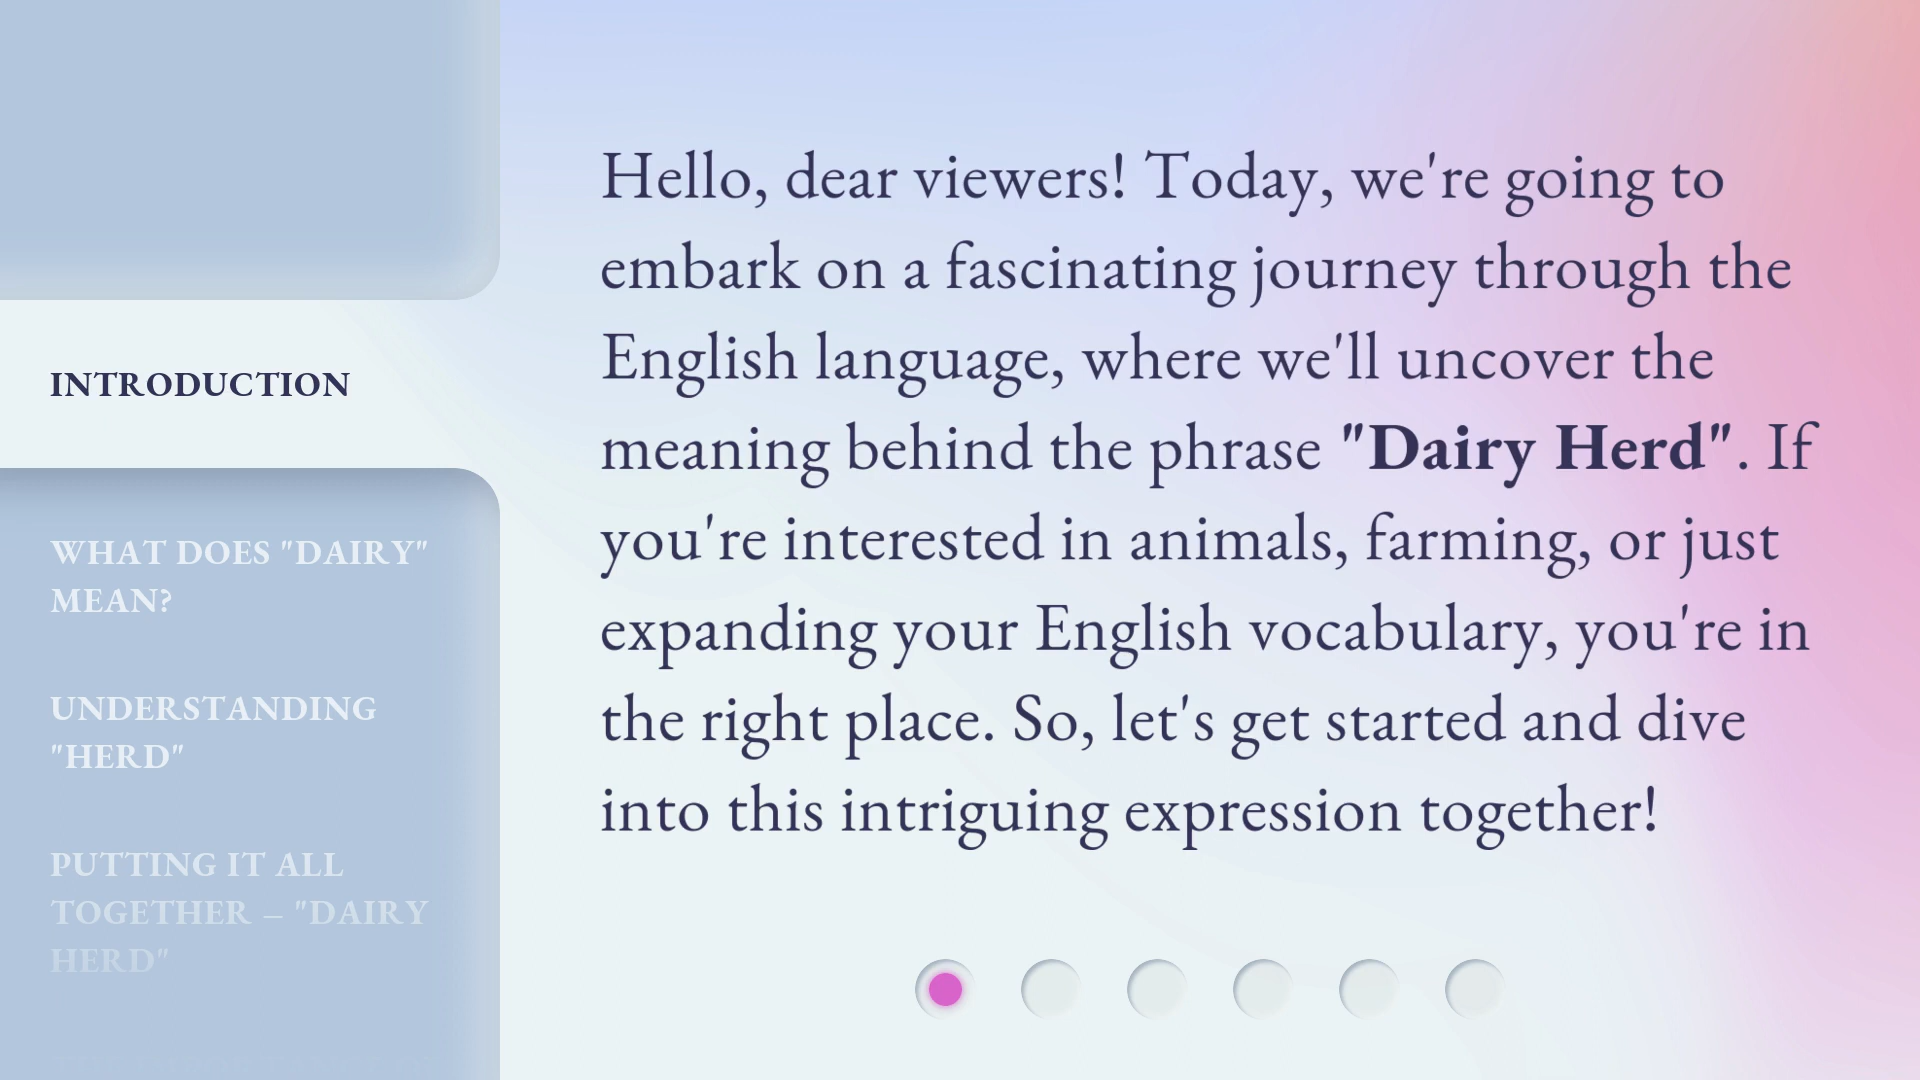 INTRODUCTION
WHAT DOES "DAIRY"
MEAN?
UNDERSTANDING
"HERD"
PUTTING IT ALL
TOGETHER – "DAIRY
HERD"
Hello, dear viewers! Today, we're going to
embark on a fascinating journey through the
English language, where we'll uncover the
meaning behind the phrase "Dairy Herd". If
you're interested in animals, farming, or just
expanding your English vocabulary, you're in
the right place. So, let's get started and dive
into this intriguing expression together!